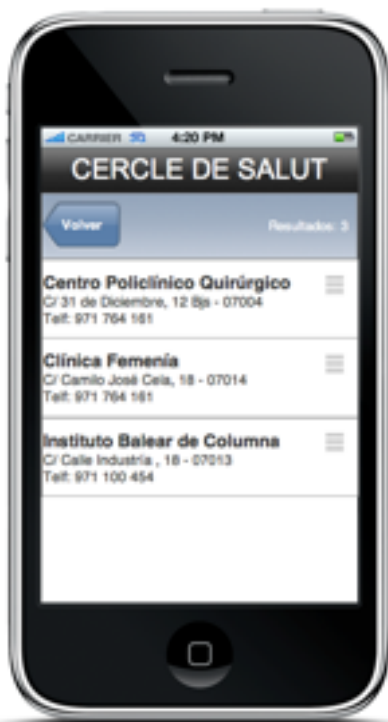 CARRIER 3G 4:20 PM
CERCLE DE SALUT
Volver
Resultados: 3
Centro Policlínico Quirúrgico
C/ 31 de Diciembre, 12 Bjs - 07004
Telf: 971 764 161
Clínica Femenía
C/ Camilo José Cela, 18 - 07014
Telf: 971 764 161
Instituto Balear de Columna
C/ Calle Industria , 18 - 07013
Telf: 971 100 454